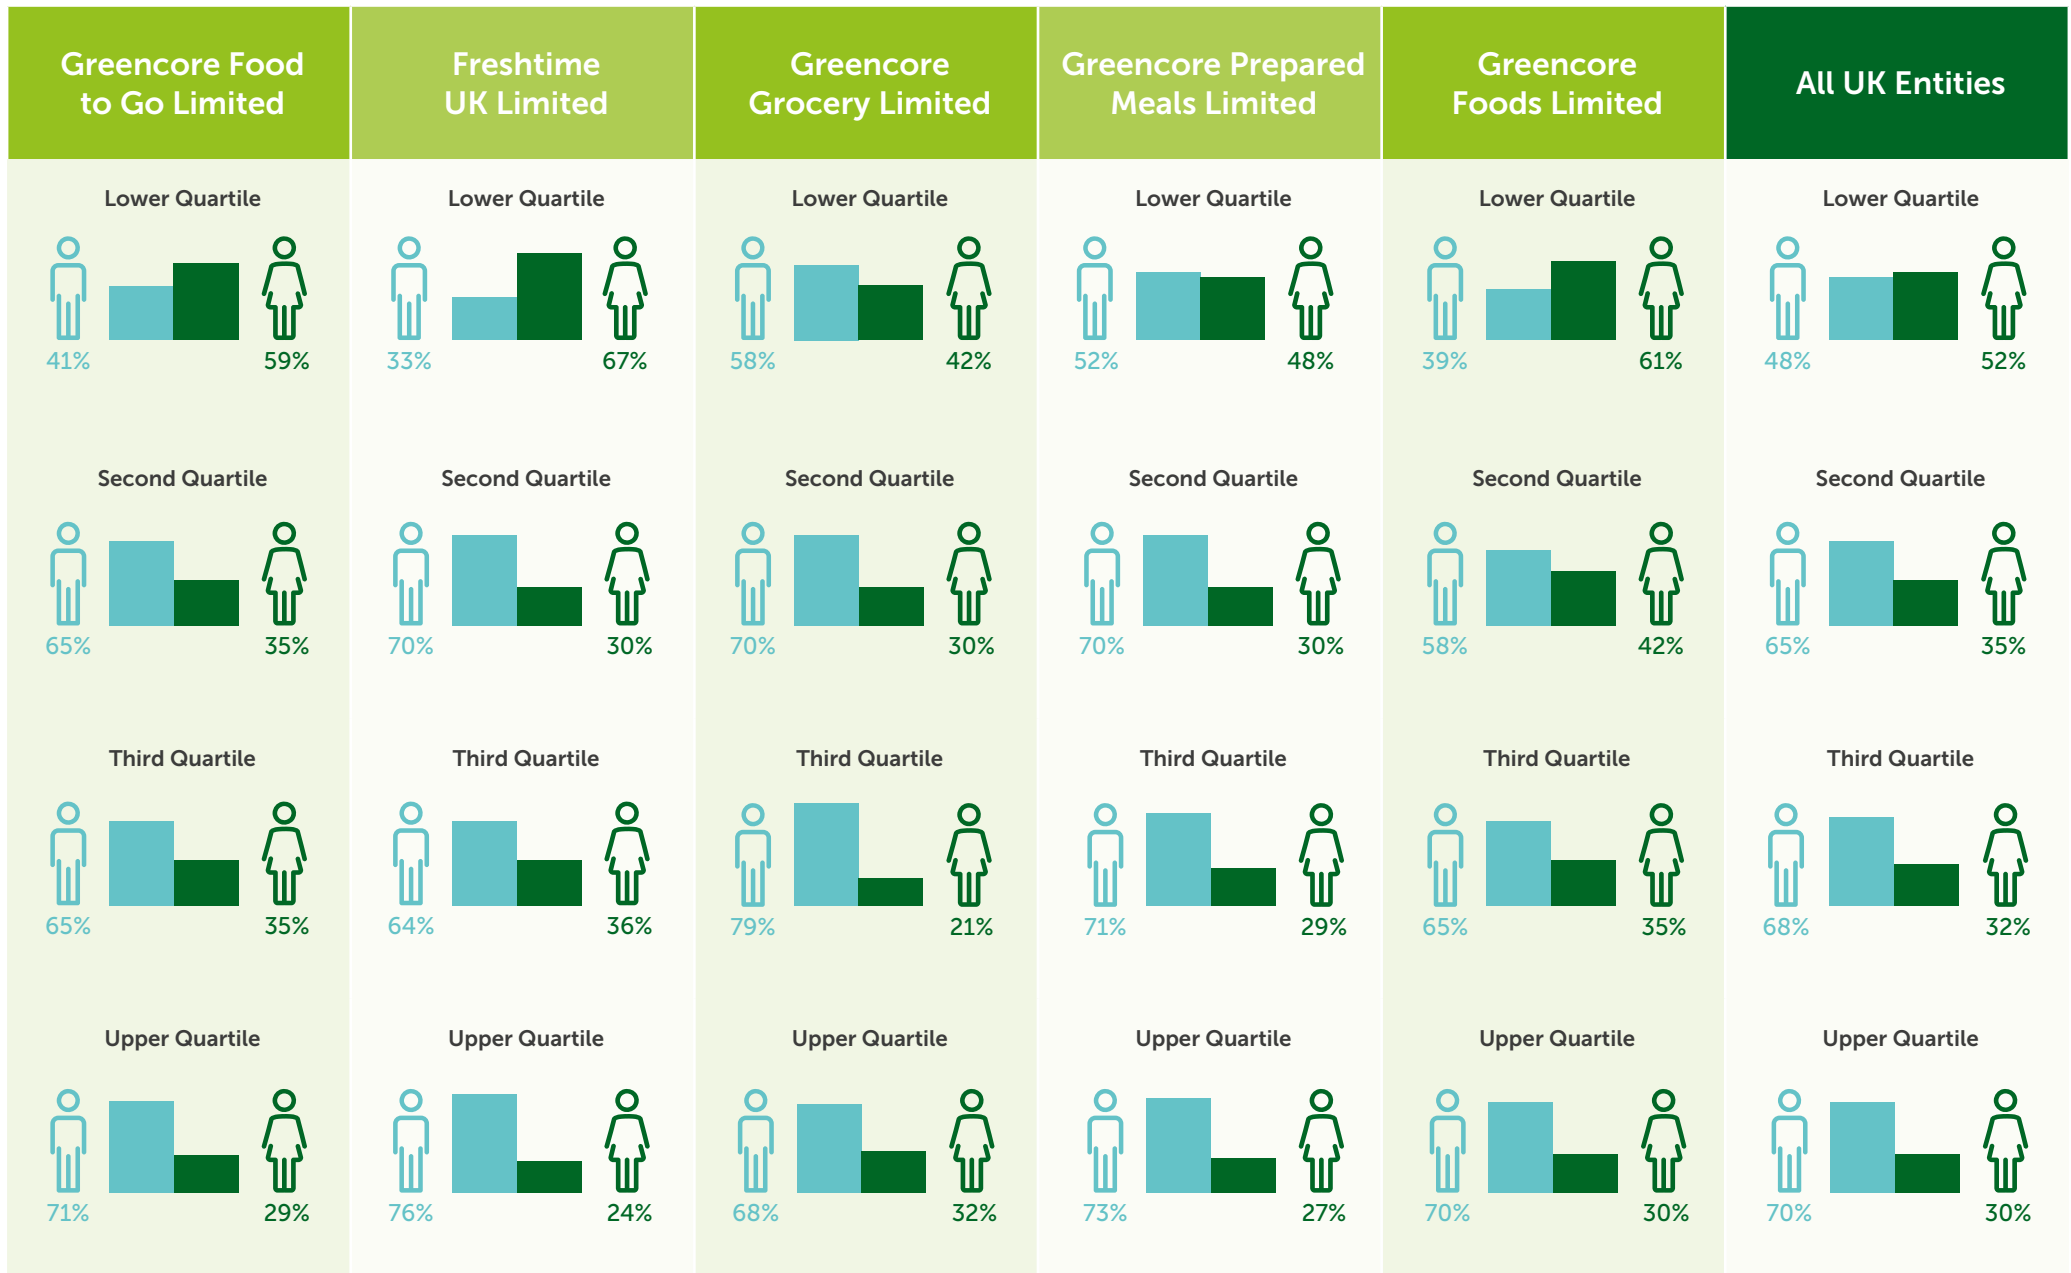 Greencore Food
to Go Limited
Freshtime
UK Limited
Greencore
Grocery Limited
Greencore Prepared
Meals Limited
Greencore
Foods Limited
All UK Entities
Lower Quartile
Lower Quartile
Lower Quartile
Lower Quartile
Lower Quartile
Lower Quartile
41% 59%
33% 67%
58% 42%
52% 48%
39% 61%
48% 52%
Second Quartile
Second Quartile
Second Quartile
Second Quartile
Second Quartile
Second Quartile
65% 35%
70% 30%
70% 30%
70% 30%
58% 42%
65% 35%
Third Quartile
Third Quartile
Third Quartile
Third Quartile
Third Quartile
Third Quartile
65% 35%
64% 36%
79% 21%
71% 29%
65% 35%
68% 32%
Upper Quartile
Upper Quartile
Upper Quartile
Upper Quartile
Upper Quartile
Upper Quartile
71% 29%
76% 24%
68% 32%
73% 27%
70% 30%
70% 30%